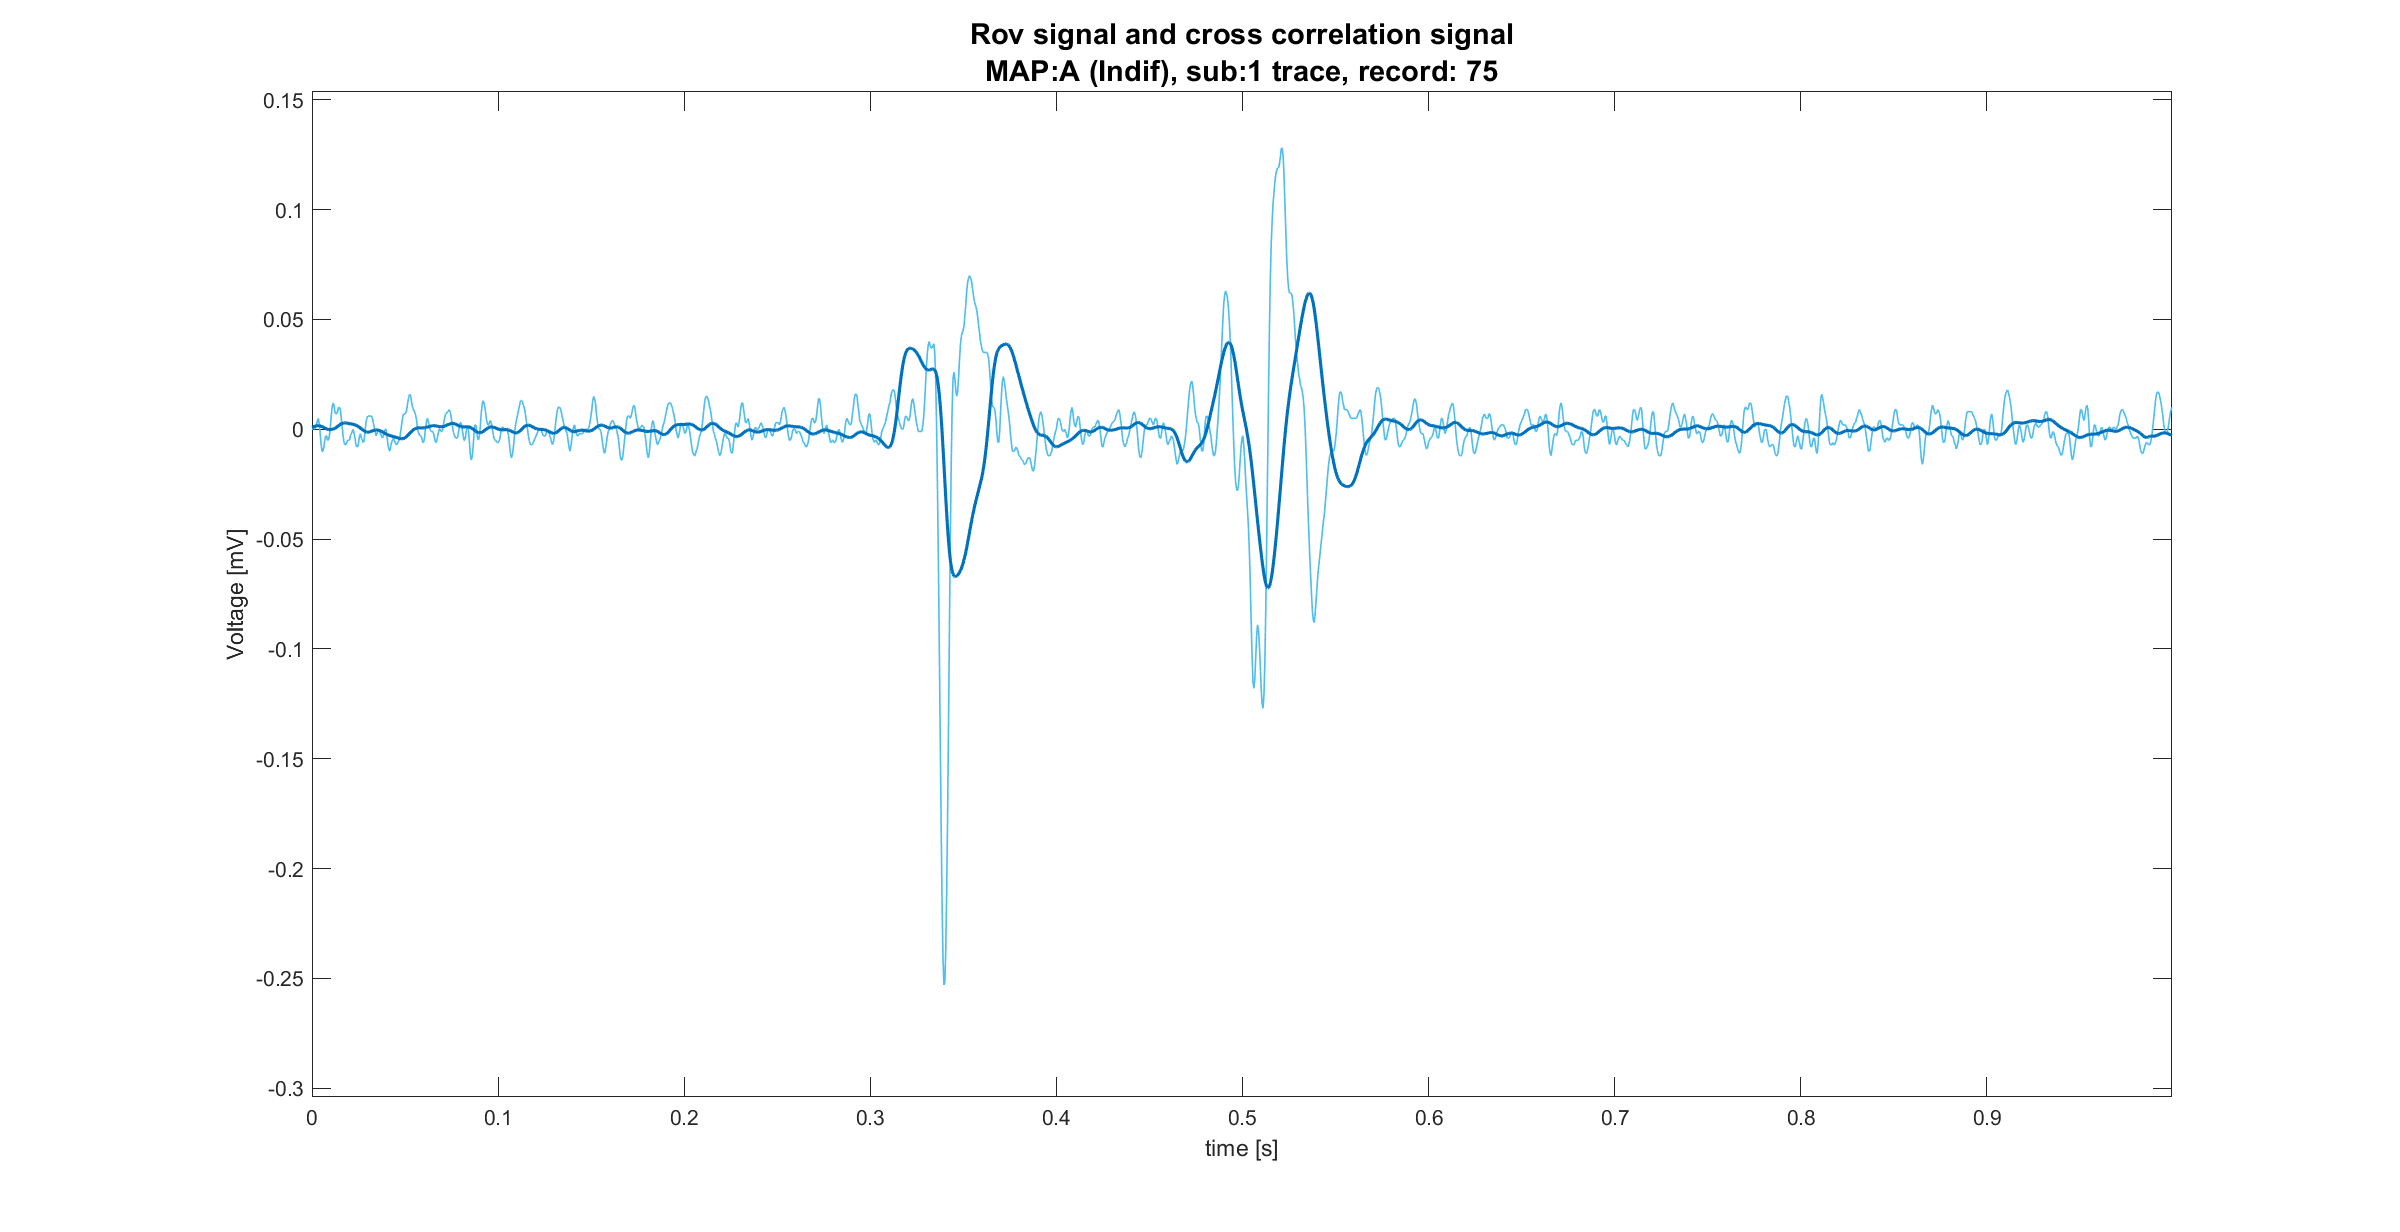 Rov signal and cross correlation signal
MAP:A (Indif), sub:1 trace, record: 75
0.15
0.1
0.05
0
-0.05
-0.1
-0.15
-0.2
-0.25
-0.3
Voltage [mV]
0 0.1 0.2 0.3 0.4 0.5 0.6 0.7 0.8 0.9
time [s]